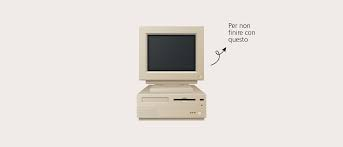 Per non
finire con
questo